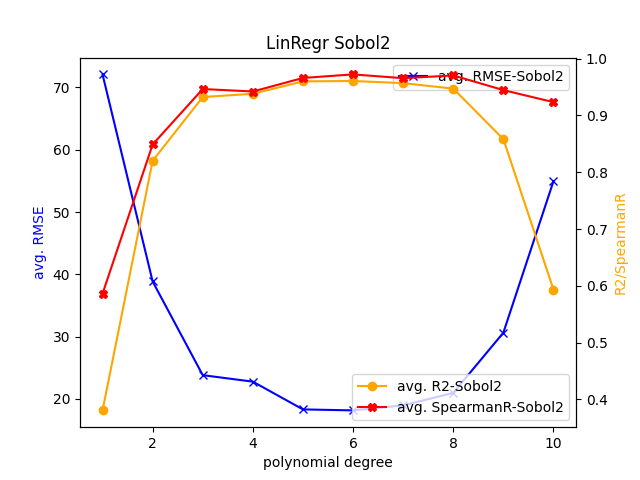 LinRegr Sobol2
avg. RMSE
70
60
50
40
30
20
avg. RMSE-Sobol2
avg. R2-Sobol2
avg. SpearmanR-Sobol2
1.0
0.9
0.8
0.7
0.6
0.5
0.4
R2/SpearmanR
2
4
6
8
10
polynomial degree